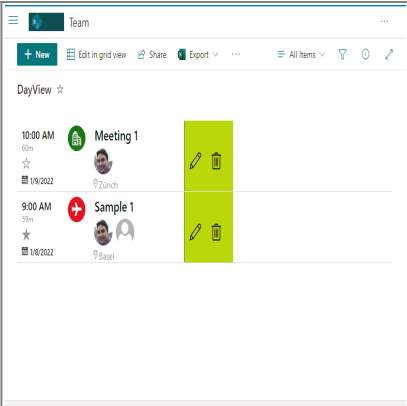 Team
+ New Edit in grid view Share Export All Items
DayView
10:00 AM Meeting 1
60m
1/9/2022 Zürich
9:00 AM Sample 1
59m
1/8/2022 Basel